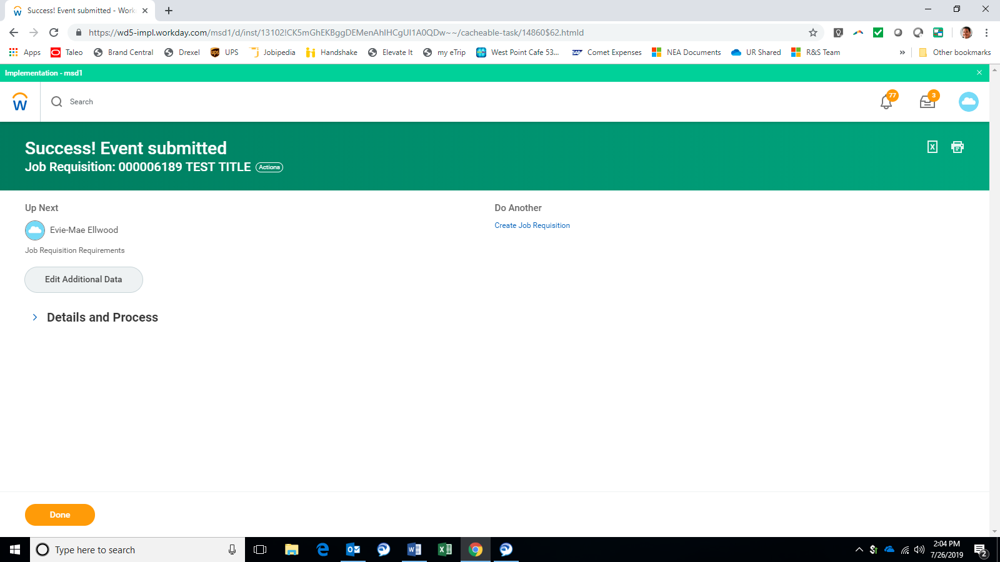 Success! Event submitted - Work
https://wd5-impl.workday.com/msd1/d/inst/13102!CK5mGhEKBggDEMenAhIHCgUI1A0QDw~~/cacheable-task/14860$62.htmld
Apps Taleo Brand Central Drexel UPS Jobipedia Handshake Elevate It my eTrip West Point Cafe 53... Comet Expenses NEA Documents UR Shared R&S Team » Other bookmarks
Implementation - msd1
Search
77
3
Success! Event submitted
Job Requisition: 000006189 TEST TITLE Actions
Up Next
Evie-Mae Ellwood
Job Requisition Requirements
Edit Additional Data
Do Another
Create Job Requisition
Details and Process
Done
Type here to search
2:04 PM
7/26/2019
2